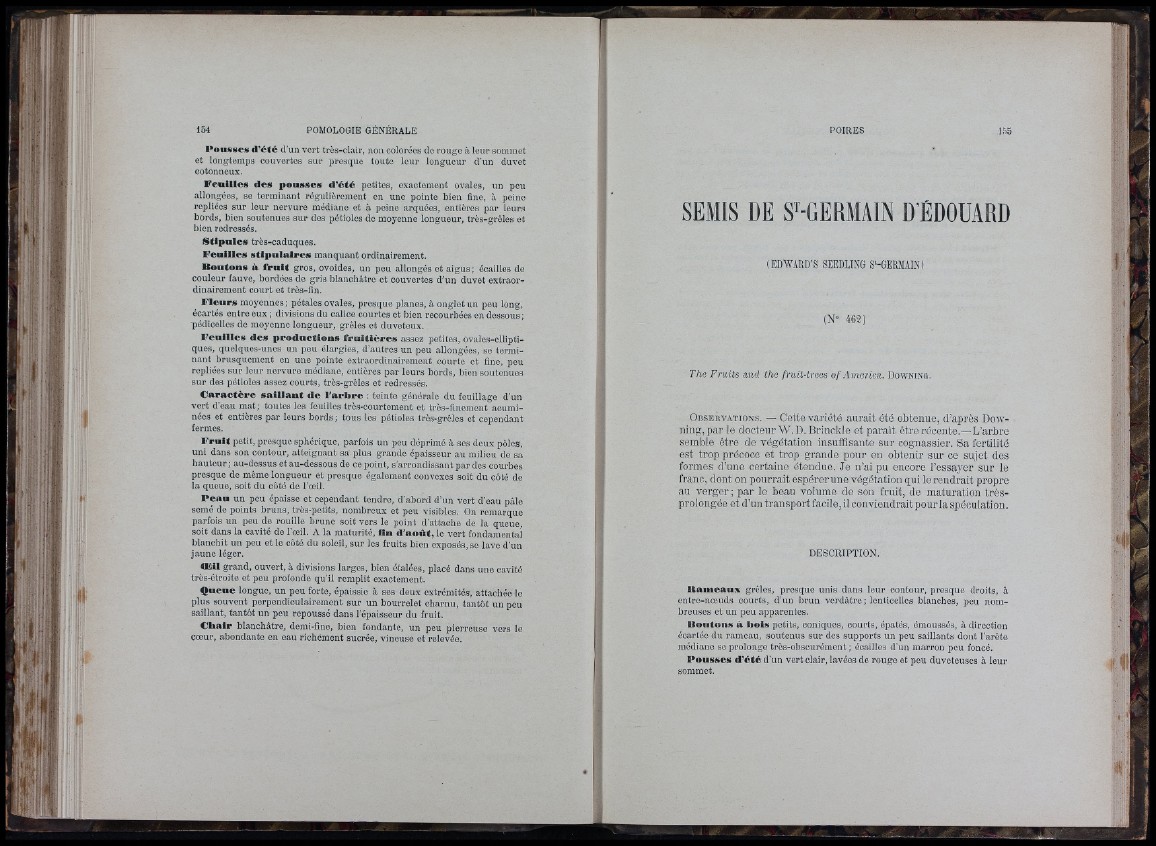 154 POMOLOGIE GÉNÉRALE
Pousses d'été d'un vert très-clair, non colorées de rouge à leur sommet
et longtemps couvertes sur presque toute leur longueur d'un duvet
cotonneux.
Feuilles des pousses d'été petites, exactement ovales, un peu
allongées, se terminant régulièrement en une pointe bien fine, à peine
repliées sur leur nervure médiane et à peine arquées, entières par leurs
bords, bien soutenues sur des pétioles de moyenne longueur, très-grêles et
bien redressés.
Stipules très-caduques.
Feuilles stipulaires manquant ordinairement.
Boutons à fruit gros, ovoïdes, un peu allongés et aigus; écailles de
couleur fauve, bordées de gris blanchâtre et couvertes d'un duvet extraor-
dinairement court et très-fin.
Fleurs moyennes; pétales ovales, presque planes, à onglet un peu long,
écartés entre eux; divisions du calice courtes et bien recourbées en dessous;
pédicelles de moyenne longueur, grêles et duveteux.
Feuilles des productions fruitières assez petites, ovales-ellipti-
ques, quelques-unes un peu élargies, d'autres un peu allongées, se termi-
nant brusquement en une pointe extraordinairement courte et fine, peu
repliées sur leur nervure médiane, entières par leurs bords, bien soutenues
sur des pétioles assez courts, très-grêles et redressés.
Caractère saillant de l'arbre : teinte générale du feuillage d'un
vert d'eau mat; toutes les feuilles très-courtement et très-finement acumi-
nées et entières par leurs bords; tous les pétioles très-grêles et cependant
fermes.
Fruit petit, presque sphérique, parfois un peu déprimé à ses deux pôles,
uni dans son contour, atteignant sa plus grande épaisseur au milieu de sa
hauteur; au-dessus et au-dessous de ce point, s'arrondissant par des courbes
presque de même longueur et presque également convexes soit du côté de
la queue, soit du côté de l'œil.
Peau un peu épaisse et cependant tendre, d'abord d'un vert d'eau pâle
semé de points bruns, très-petits, nombreux et peu visibles. On remarque
parfois un peu de rouille brune soit vers le point d'attache de la queue,
soit dans la cavité de l'œil. A la maturité, fin d'août, le vert fondamental
blanchit un peu et le côté du soleil, sur les fruits bien exposés, se lave d'un
jaune léger.
Œil grand, ouvert, à divisions larges, bien étalées, placé dans une cavité
très-étroite et peu profonde qu'il remplit exactement.
Queue longue, un peu forte, épaissie à ses deux extrémités, attachée le
plus souvent perpendiculairement sur un bourrelet charnu, tantôt un peu
saillant, tantôt un peu repoussé dans l'épaisseur du fruit.
Chair blanchâtre, demi-fine, bien fondante, un peu pierreuse vers le
cœur, abondante en eau richement sucrée, vineuse et relevée.
POIRES 155
SEMIS DE ST-GERMAIN D'ÉDOUARD
(EDWARD'S SEEDLING St-GERMAIN)
(N° 462)
The Fruits and the fruit-trees of America. DOWNING.
OBSERVATIONS. — Cette variété aurait été obtenue, d'après Dow-
ning, par le docteur W. D. Brinckle et parait être récente. — L'arbre
semble être de végétation insuffisante sur cognassier. Sa fertilité
est trop précoce et trop grande pour en obtenir sur ce sujet des
formes d'une certaine étendue. Je n'ai pu encore l'essayer sur le
franc, dont on pourrait espérer une végétation qui le rendrait propre
au verger; par le beau volume de son fruit, de maturation très-
prolongée et d'un transport facile, il conviendrait pour la spéculation.
DESCRIPTION.
Rameaux grêles, presque unis dans leur contour, presque droits, à
entre-nœuds courts, d'un brun verdâtre; lenticelles blanches, peu nom-
breuses et un peu apparentes.
Boutons à bois petits, coniques, courts, épatés, émoussés, à direction
écartée du rameau, soutenus sur des supports un peu saillants dont l'arête
médiane se prolonge très-obscurément; écailles d'un marron peu foncé.
Pousses d'été d'un vert clair, lavées de rouge et peu duveteuses à leur
sommet.